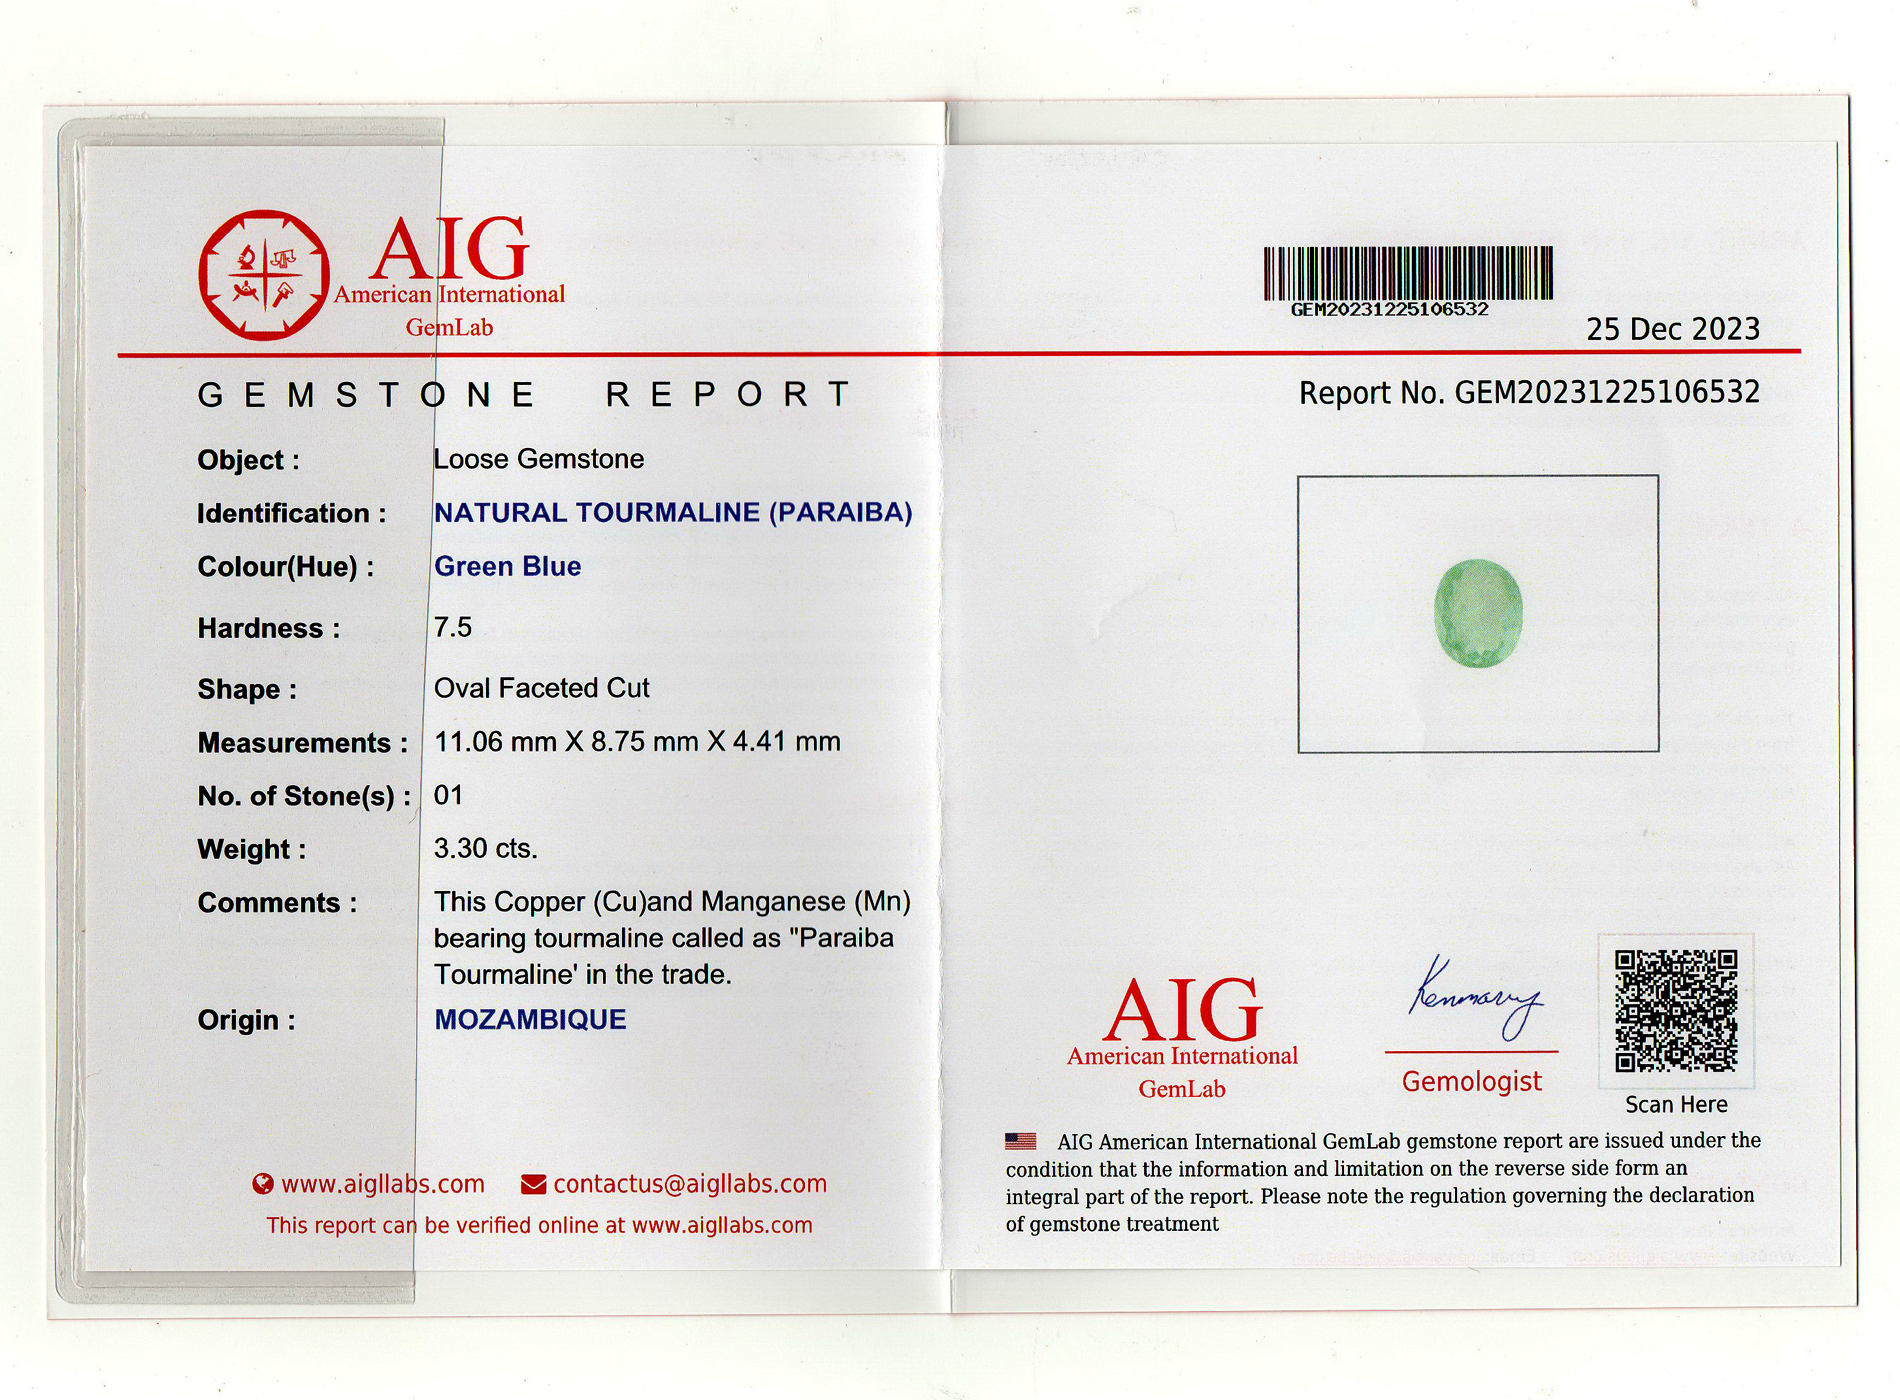 AIG
American International
GemLab
GEM20231225106532
25 Dec 2023
GEMSTONE REPORT
Report No. GEM20231225106532
Object : Loose Gemstone
Identification : NATURAL TOURMALINE (PARAIBA)
Colour(Hue) : Green Blue
Hardness : 7.5
Shape : Oval Faceted Cut
Measurements : 11.06 mm X 8.75 mm X 4.41 mm
No. of Stone(s) : 01
Weight : 3.30 cts.
Comments : This Copper (Cu)and Manganese (Mn)
bearing tourmaline called as "Paraiba
Tourmaline' in the trade.
Origin : MOZAMBIQUE
www.aigllabs.com contactus@aigllabs.com
This report can be verified online at www.aigllabs.com
AIG
American International
GemLab
Gemologist
Scan Here
AIG American International GemLab gemstone report are issued under the
condition that the information and limitation on the reverse side form an
integral part of the report. Please note the regulation governing the declaration
of gemstone treatment